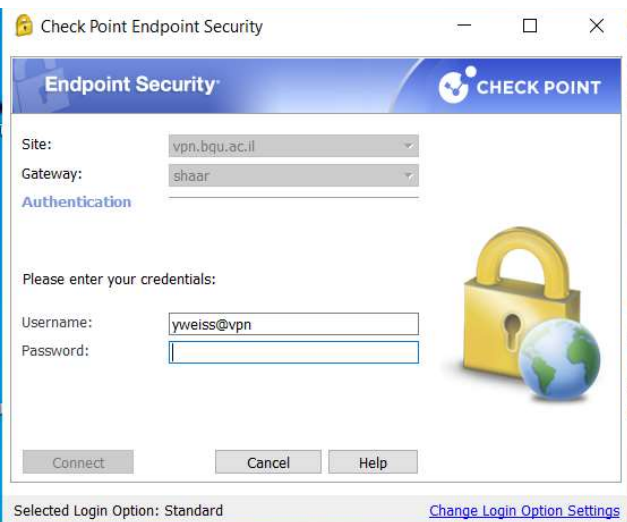 Check Point Endpoint Security
Endpoint Security
CHECK POINT
Site: vpn.bgu.ac.il
Gateway: shaar
Authentication
Please enter your credentials:
Username: yweiss@vpn
Password:
Connect Cancel Help
Selected Login Option: Standard Change Login Option Settings